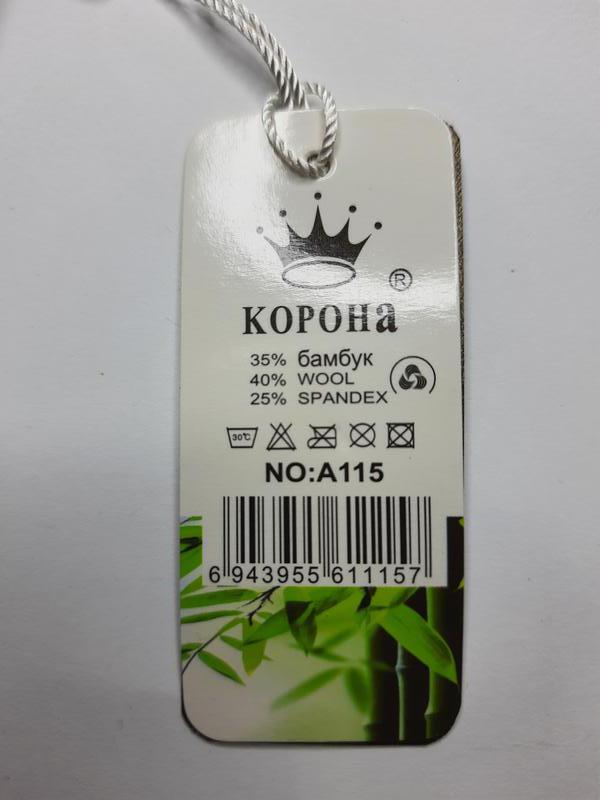 ®
КОРОНа
35% бамбук
40% WOOL
25% SPANDEX
30℃
NO:A115
6 943955 611157